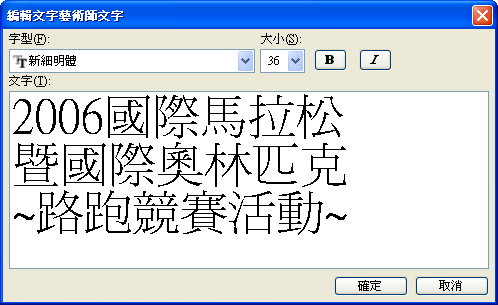 編輯文字藝術師文字
字型(F):
大小(S):
新細明體
36
B
I
文字(T):
2006國際馬拉松
暨國際奧林匹克
~路跑競賽活動~
確定
取消